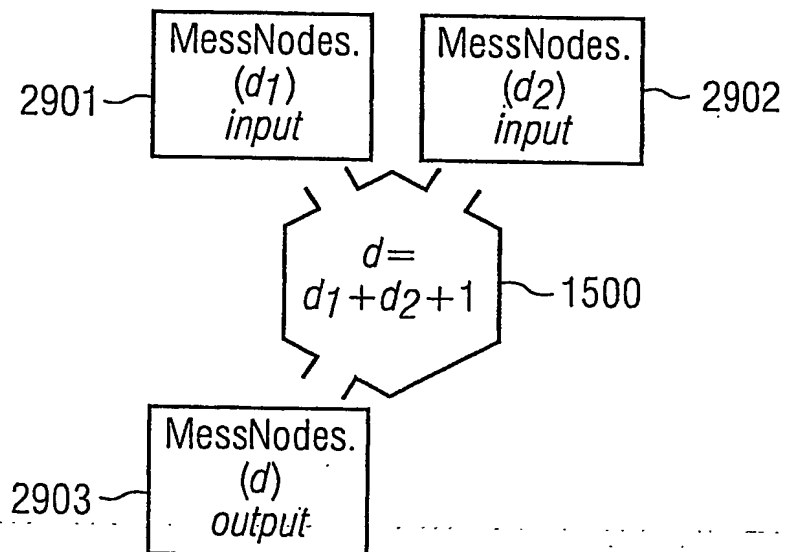 MessNodes.
(d1)
input
2901
MessNodes.
(d2)
input
2902
d=
d1+d2+1
1500
MessNodes.
(d)
output
2903